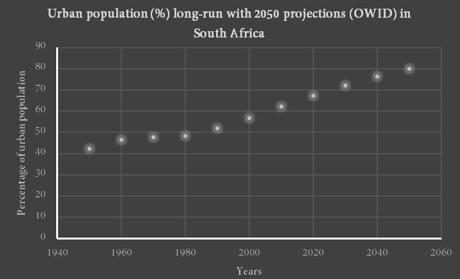 Urban population (%) long-run with 2050 projections (OWID) in
South Africa
Percentage of urban population
90
80
70
60
50
40
30
20
10
0
1940 1960 1980 2000 2020 2040 2060
Years